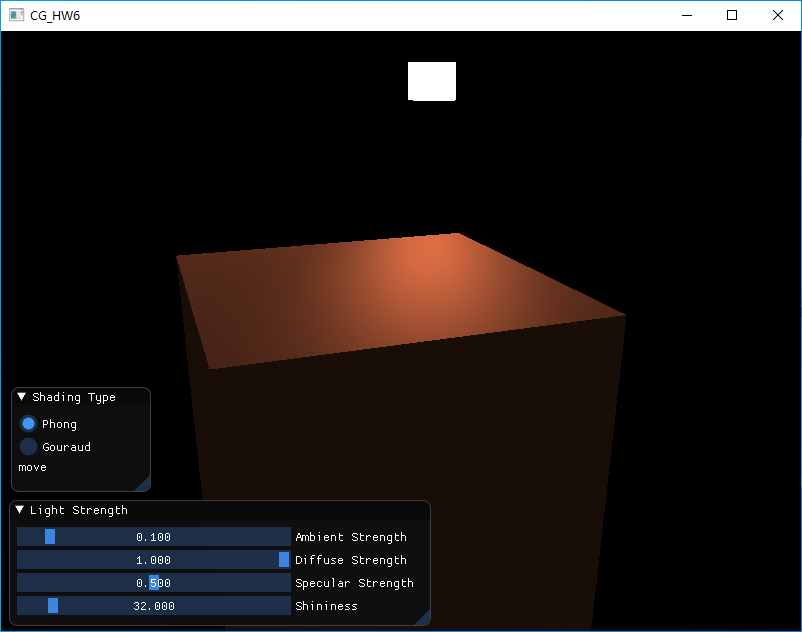 CG_HW6
Shading Type
Phong
Gouraud
move
Light Strength
0.100 Ambient Strength
1.000 Diffuse Strength
0.500 Specular Strength
32.000 Shininess